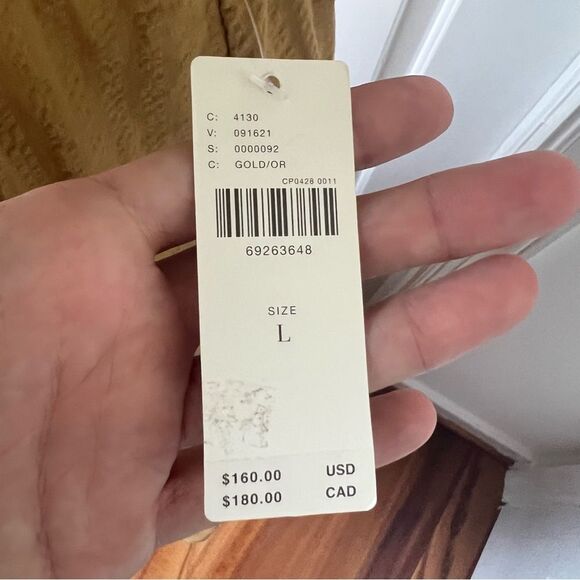 C: 4130
V: 091621
S: 0000092
C: GOLD/OR
CP0428 0011
69263648
SIZE
L
$160.00 USD
$180.00 CAD